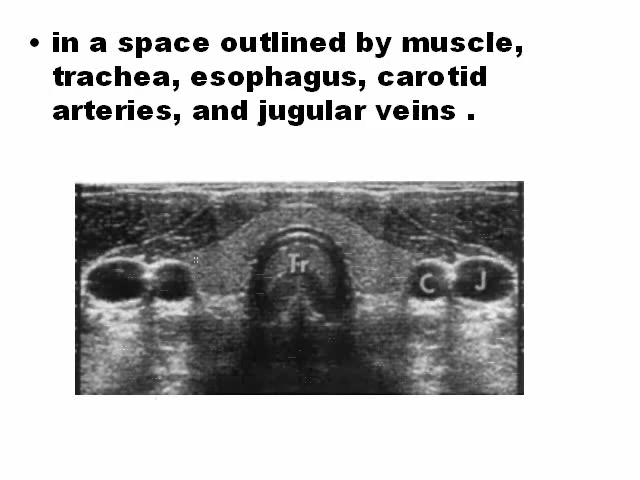 • in a space outlined by muscle,
trachea, esophagus, carotid
arteries, and jugular veins .
Tr
C J